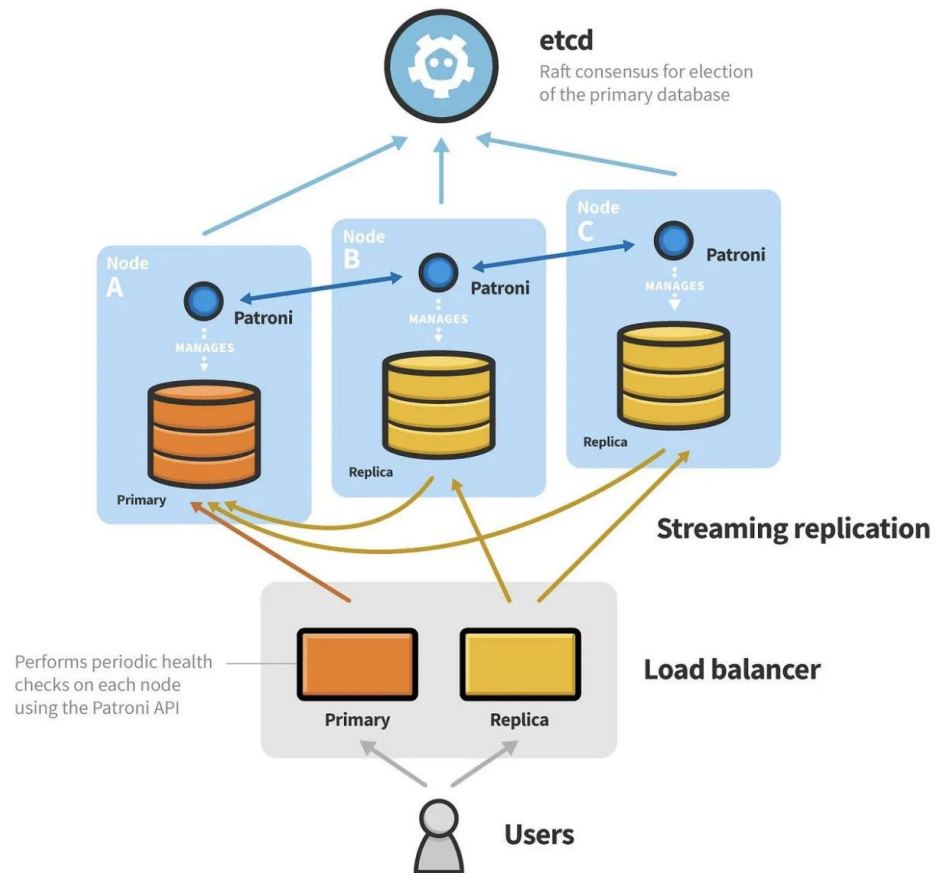 etcd
Raft consensus for election
of the primary database
Node
A
Patroni
MANAGES
Primary
Node
B
Patroni
MANAGES
Replica
Node
C
Patroni
MANAGES
Replica
Streaming replication
Performs periodic health
checks on each node
using the Patroni API
Primary
Replica
Load balancer
Users